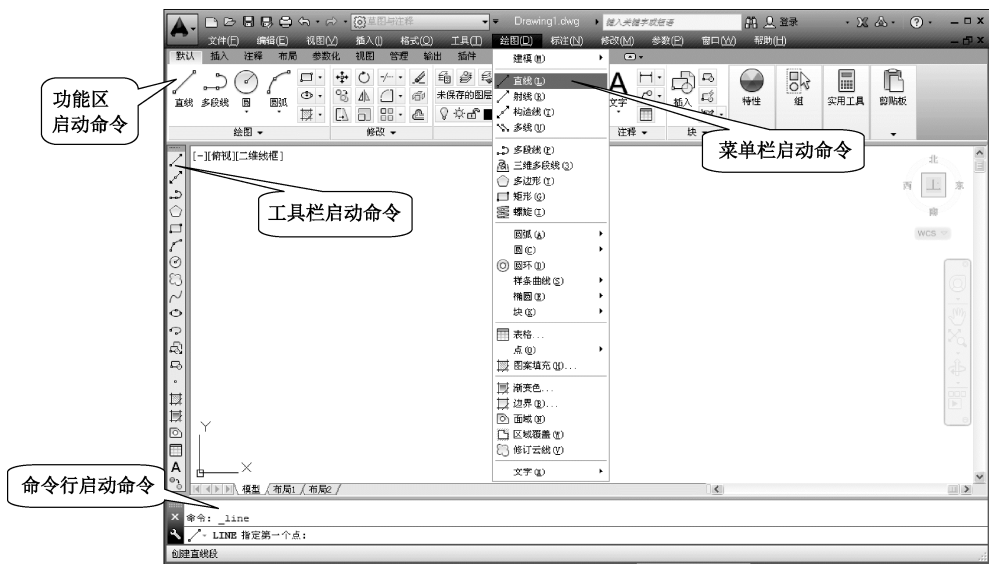 草图与注释
Drawing1.dwg
键入关键字或短语
登录
文件(F) 编辑(E) 视图(V) 插入(I) 格式(O) 工具(T) 绘图(D) 标注(N) 修改(M) 参数(P) 窗口(W) 帮助(H)
默认 插入 注释 布局 参数化 视图 管理 输出 插件
功能区
启动命令
直线 多段线 圆 圆弧
未保存的图层
文字 插入 特性 组 实用工具 剪贴板
绘图 修改 注释 块
建模(M)
直线(L)
射线(R)
构造线(T)
多线(U)
多段线(P)
三维多段线(3)
多边形(Y)
矩形(G)
螺旋(I)
圆弧(A)
圆(C)
圆环(D)
样条曲线(S)
椭圆(E)
块(K)
表格...
点(O)
图案填充(H)...
渐变色...
边界(B)...
面域(N)
区域覆盖(W)
修订云线(V)
文字(X)
菜单栏启动命令
[-][俯视][二维线框]
工具栏启动命令
北
西 上 东
南
WCS
Y
X
A
命令行启动命令
模型 布局1 布局2
命令: _line
LINE 指定第一个点:
创建直线段